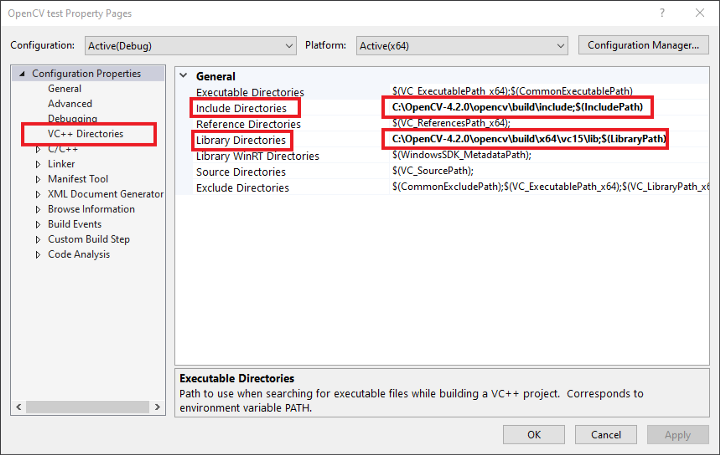 OpenCV test Property Pages ? ×
Configuration: Active(Debug) Platform: Active(x64) Configuration Manager...
Configuration Properties
General
Advanced
Debugging
VC++ Directories
C/C++
Linker
Manifest Tool
XML Document Generator
Browse Information
Build Events
Custom Build Step
Code Analysis
General
Executable Directories $(VC_ExecutablePath_x64);$(CommonExecutablePath)
Include Directories C:\OpenCV-4.2.0\opencv\build\include;$(IncludePath)
Reference Directories $(VC_ReferencesPath_x64);
Library Directories C:\OpenCV-4.2.0\opencv\build\x64\vc15\lib;$(LibraryPath)
Library WinRT Directories $(WindowsSDK_MetadataPath);
Source Directories $(VC_SourcePath);
Exclude Directories $(CommonExcludePath);$(VC_ExecutablePath_x64);$(VC_LibraryPath_x6
Executable Directories
Path to use when searching for executable files while building a VC++ project. Corresponds to
environment variable PATH.
OK Cancel Apply